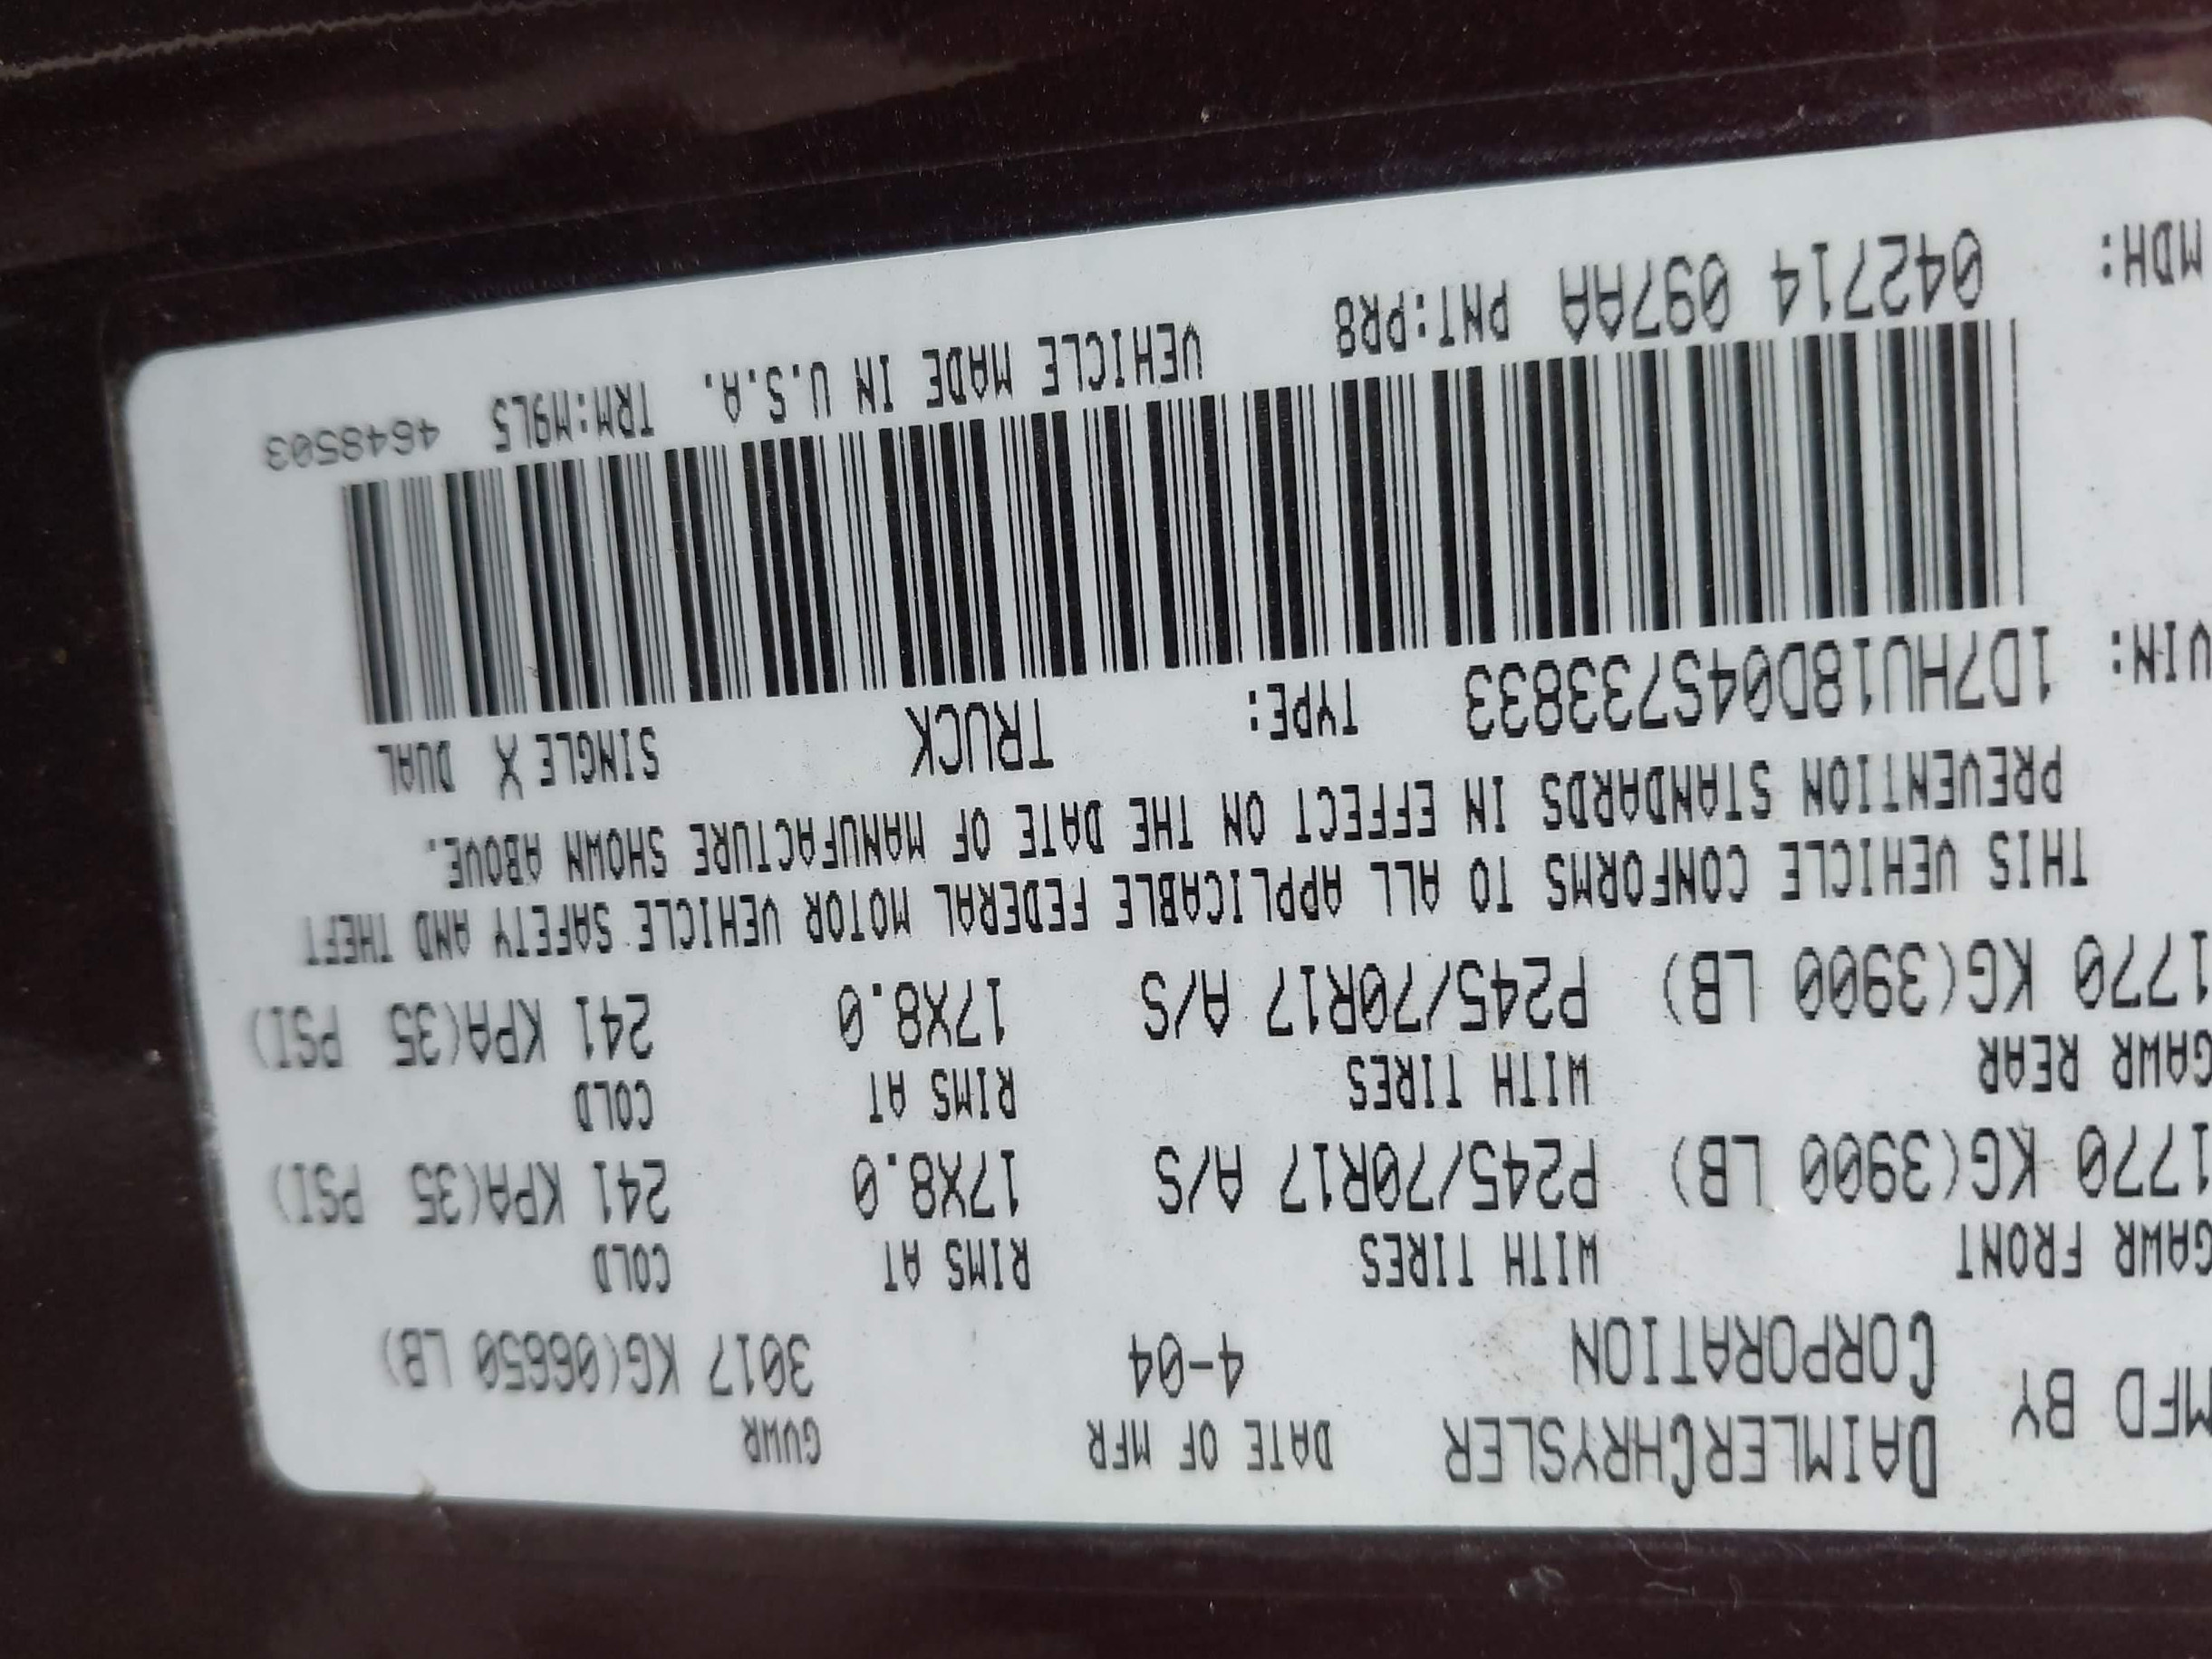 MFD BY DAIMLERCHRYSLER CORPORATION DATE OF MFR 4-04 GVWR 3017 KG(06650 LB)
GAWR FRONT WITH TIRES RIMS AT COLD
1770 KG(3900 LB) P245/70R17 A/S 17X8.0 241 KPA(35 PSI)
GAWR REAR WITH TIRES RIMS AT COLD
1770 KG(3900 LB) P245/70R17 A/S 17X8.0 241 KPA(35 PSI)
THIS VEHICLE CONFORMS TO ALL APPLICABLE FEDERAL MOTOR VEHICLE SAFETY AND THEFT
PREVENTION STANDARDS IN EFFECT ON THE DATE OF MANUFACTURE SHOWN ABOVE.
VIN: 1D7HU18D04S733833 TYPE: TRUCK SINGLE X DUAL
MDH: 042714 097AA PNT:PR8 VEHICLE MADE IN U.S.A. TRM:M9L5 4648503